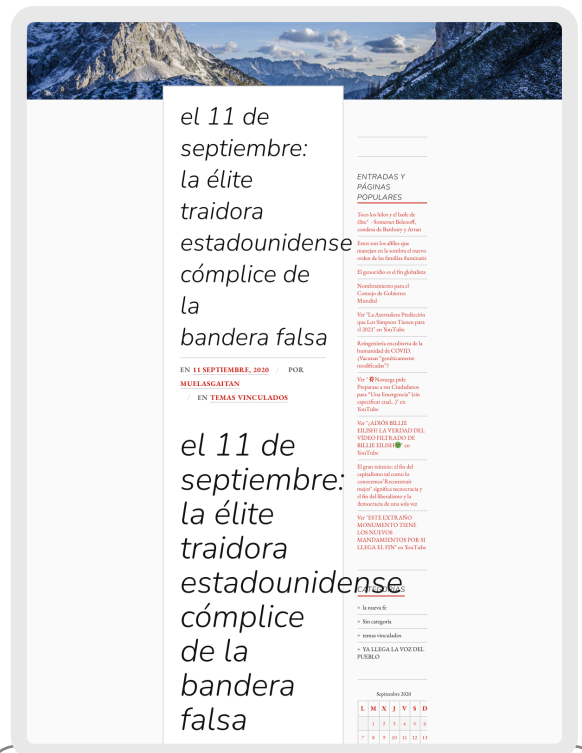 el 11 de
septiembre:
la élite
traidora
estadounidense
cómplice de
la
bandera falsa
EN 11 SEPTIEMBRE, 2020 / POR
MUELASGAITAN
/ EN TEMAS VINCULADOS
el 11 de
septiembre:
la élite
traidora
estadounidense
cómplice
de la
bandera
falsa
ENTRADAS Y
PÁGINAS
POPULARES
Toco los hilos y el baile de
élite" - Somerset Belenoff,
condesa de Banbury y Arran
Estos son los alfiles que
manejan en la sombra el nuevo
orden de las familias iluminatis
El genocidio es el fin globalista
Nombramiento para el
Consejo de Gobierno
Mundial
Ver "La Aterradora Predicción
que Los Simpson Tienen para
el 2021" en YouTube
Reingeniería encubierta de la
humanidad de COVID.
¿Vacunas "genéticamente
modificadas"?
Ver " Noruega pide
Preparase a sus Ciudadanos
para "Una Emergencia" (sin
especificar cual...)" en
YouTube
Ver "¡ADIÓS BILLIE
EILISH! LA VERDAD DEL
VÍDEO FILTRADO DE
BILLIE EILISH" en
YouTube
El gran reinicio: el fin del
capitalismo tal como lo
conocemos"Reconstruir
mejor" significa tecnocracia y
el fin del liberalismo y la
democracia de una sola vez
Ver "ESTE EXTRAÑO
MONUMENTO TIENE
LOS NUEVOS
MANDAMIENTOS POR SI
LLEGA EL FIN" en YouTube
CATEGORÍAS
la nueva fe
Sin categoría
temas vinculados
YA LLEGA LA VOZ DEL
PUEBLO
Septiembre 2020
L M X J V S D
1 2 3 4 5 6
7 8 9 10 11 12 13